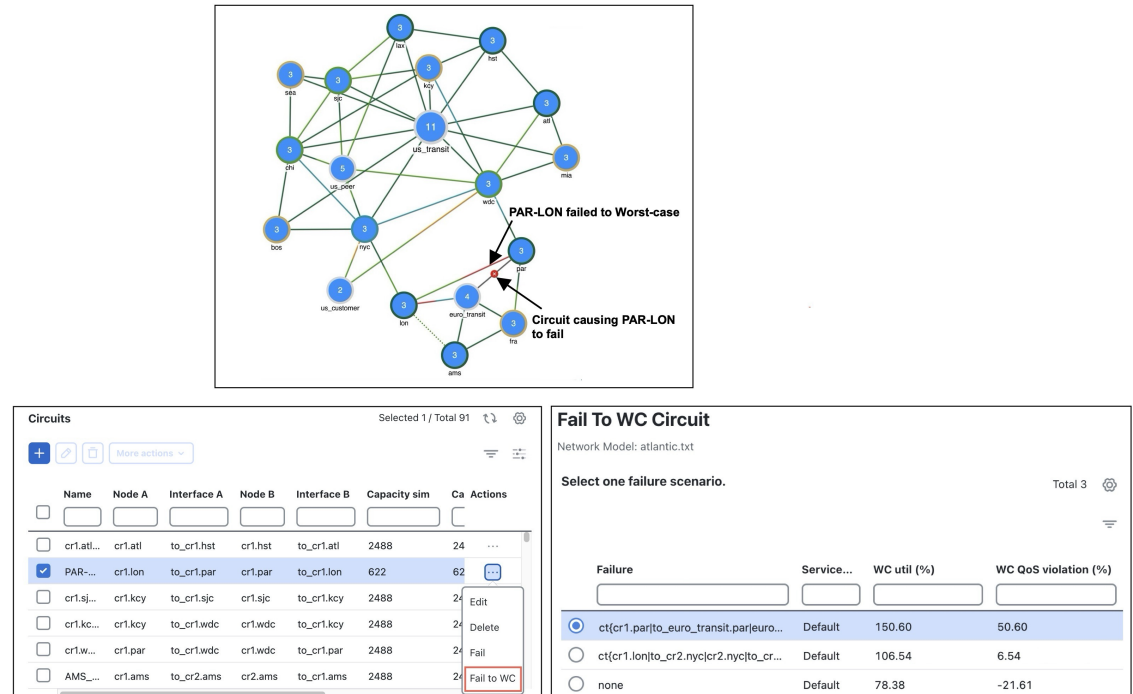 3
lax
3
hst
3
kcy
3
sea
3
sjc
3
atl
11
us_transit
3
chi
3
mia
5
us_peer
3
wdc
PAR-LON failed to Worst-case
3
bos
3
nyc
3
par
2
us_customer
4
euro_transit
3
lon
Circuit causing PAR-LON
to fail
3
fra
3
ams
Circuits
Selected 1 / Total 91
More actions
Name Node A Interface A Node B Interface B Capacity sim Ca Actions
cr1.atl... cr1.atl to_cr1.hst cr1.hst to_cr1.atl 2488 24 ...
PAR-... cr1.lon to_cr1.par cr1.par to_cr1.lon 622 62 ...
cr1.sj... cr1.kcy to_cr1.sjc cr1.sjc to_cr1.kcy 2488 24
Edit
cr1.kc... cr1.kcy to_cr1.wdc cr1.wdc to_cr1.kcy 2488 24
Delete
cr1.w... cr1.par to_cr1.wdc cr1.wdc to_cr1.par 2488 24
Fail
AMS_... cr1.ams to_cr2.ams cr2.ams to_cr1.ams 2488 24
Fail to WC
Fail To WC Circuit
Network Model: atlantic.txt
Select one failure scenario.
Total 3
Failure Service... WC util (%) WC QoS violation (%)
ct{cr1.par|to_euro_transit.par|euro... Default 150.60 50.60
ct{cr1.lon|to_cr2.nyc|cr2.nyc|to_cr... Default 106.54 6.54
none Default 78.38 -21.61